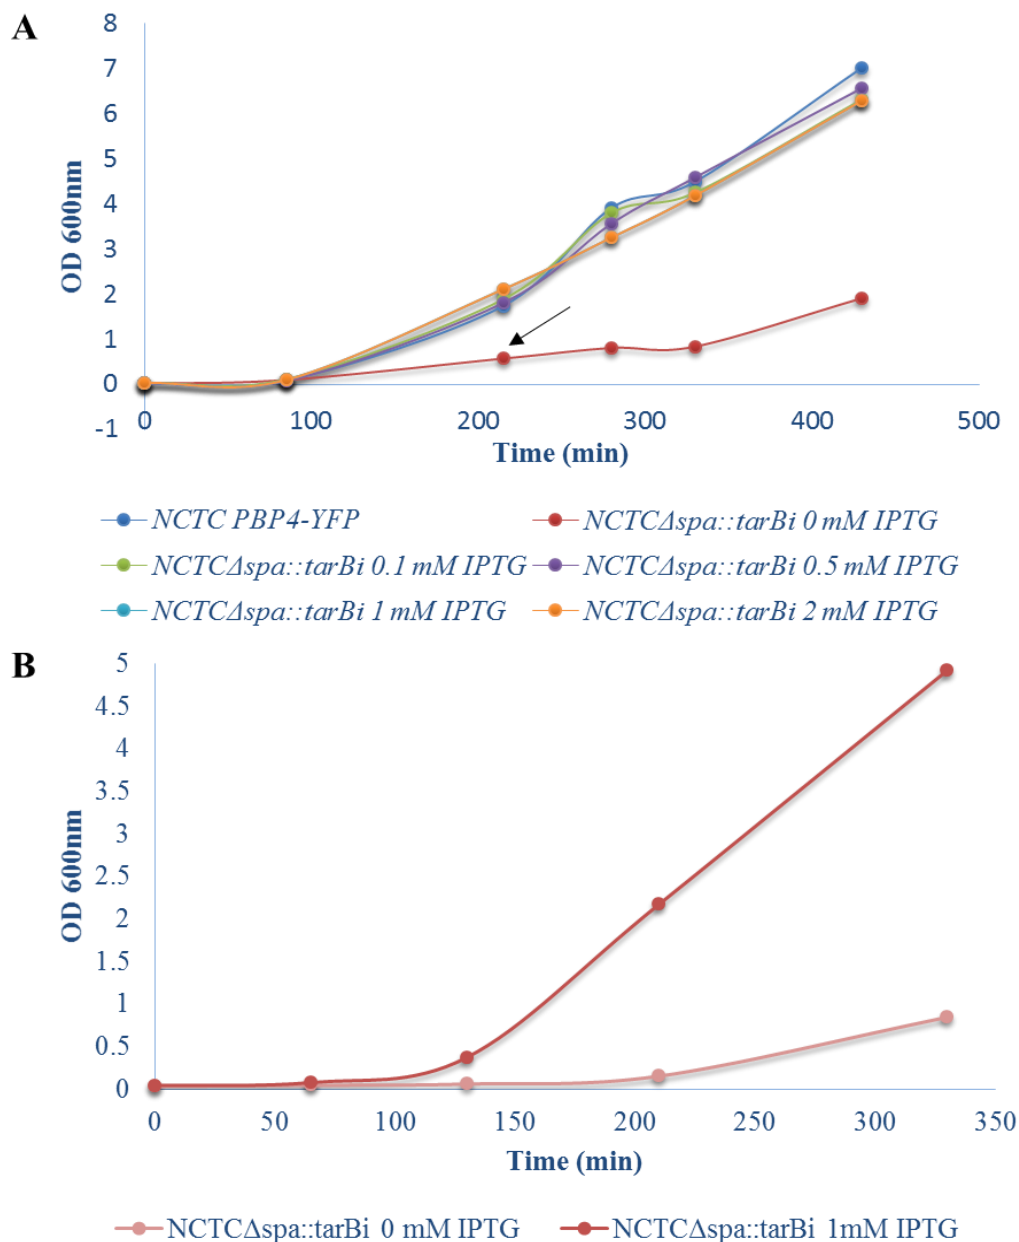 A
8
7
6
5
4
3
2
1
0
-1
OD 600nm
0 100 200 300 400 500
Time (min)
NCTC PBP4-YFP NCTCΔspa::tarBi 0 mM IPTG
NCTCΔspa::tarBi 0.1 mM IPTG NCTCΔspa::tarBi 0.5 mM IPTG
NCTCΔspa::tarBi 1 mM IPTG NCTCΔspa::tarBi 2 mM IPTG
B
5
4.5
4
3.5
3
2.5
2
1.5
1
0.5
0
OD 600nm
0 50 100 150 200 250 300 350
Time (min)
NCTCΔspa::tarBi 0 mM IPTG NCTCΔspa::tarBi 1mM IPTG